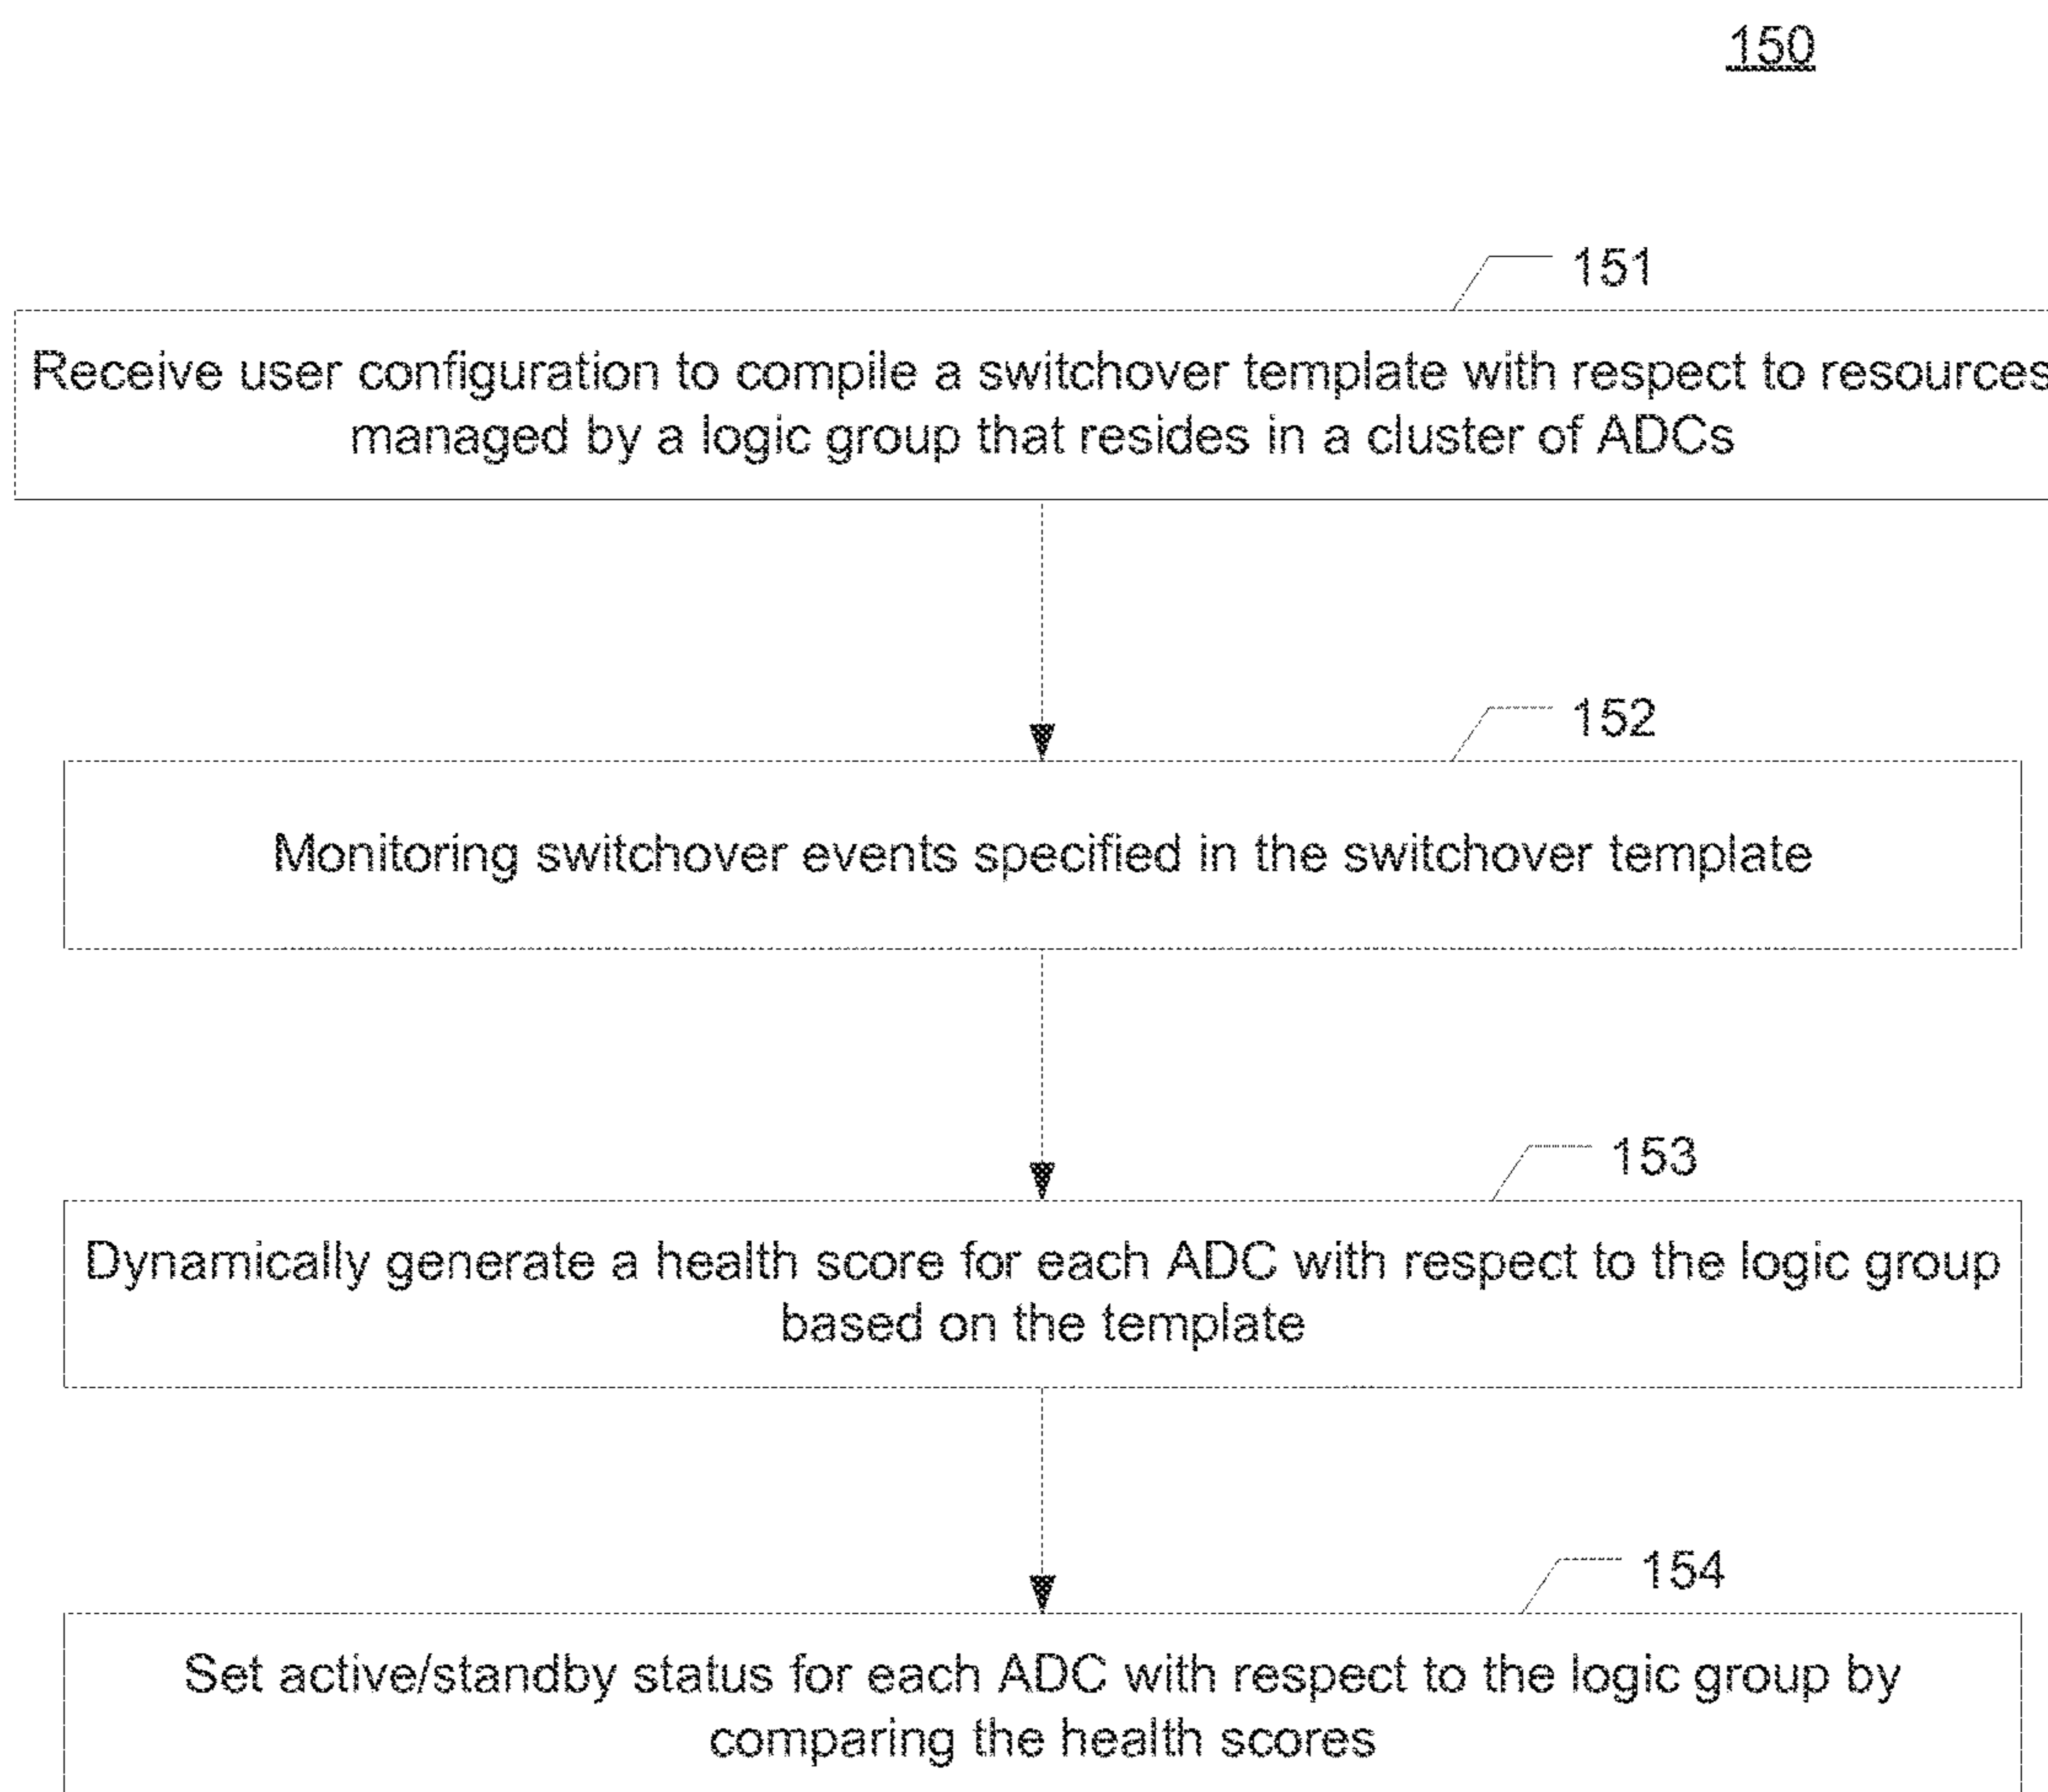 150
151
Receive user configuration to compile a switchover template with respect to resources
managed by a logic group that resides in a cluster of ADCs
152
Monitoring switchover events specified in the switchover template
153
Dynamically generate a health score for each ADC with respect to the logic group
based on the template
154
Set active/standby status for each ADC with respect to the logic group by
comparing the health scores